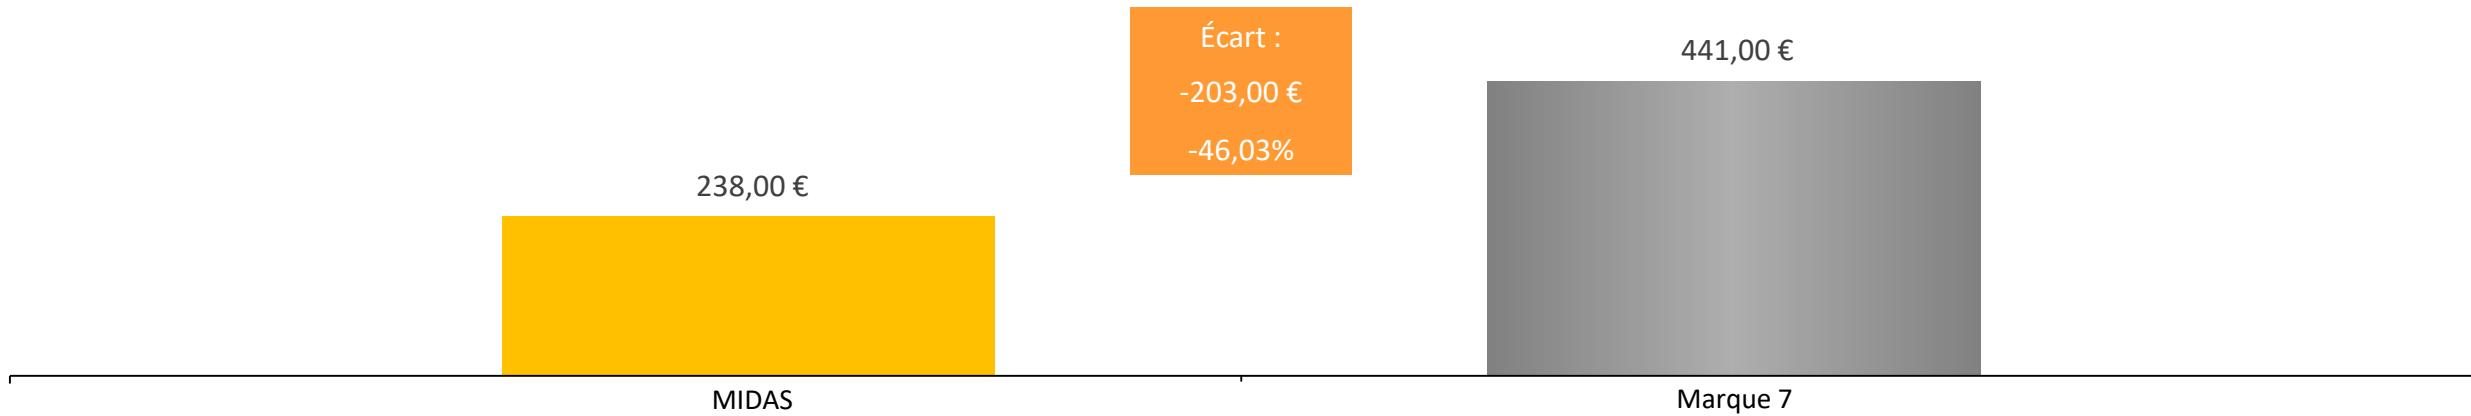 Écart :
-203,00 €
-46,03%
441,00 €
238,00 €
MIDAS
Marque 7